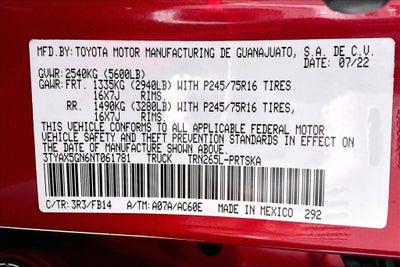 MFD.BY: TOYOTA MOTOR MANUFACTURING DE GUANAJUATO, S.A. DE C.V.
DATE: 07/22
GVWR: 2540KG (5600LB)
GAWR: FRT. 1335KG (2940LB) WITH P245/75R16 TIRES
16X7J RIMS,
RR. 1490KG (3280LB) WITH P245/75R16 TIRES,
16X7J RIMS,
THIS VEHICLE CONFORMS TO ALL APPLICABLE FEDERAL MOTOR
VEHICLE SAFETY AND THEFT PREVENTION STANDARDS IN EFFECT ON
THE DATE OF MANUFACTURE SHOWN ABOVE.
3TYAX5GN6NT061781 TRUCK TRN265L-PRTSKA
C/TR: 3R3/FB14 A/TM: A07A/AC60E MADE IN MEXICO 292